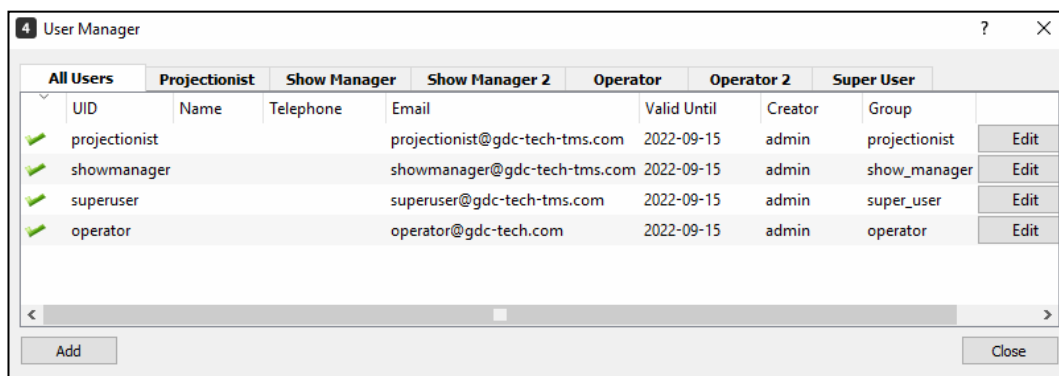 4 User Manager ? ×
All Users Projectionist Show Manager Show Manager 2 Operator Operator 2 Super User
UID Name Telephone Email Valid Until Creator Group
projectionist projectionist@gdc-tech-tms.com 2022-09-15 admin projectionist Edit
showmanager showmanager@gdc-tech-tms.com 2022-09-15 admin show_manager Edit
superuser superuser@gdc-tech-tms.com 2022-09-15 admin super_user Edit
operator operator@gdc-tech.com 2022-09-15 admin operator Edit
Add Close